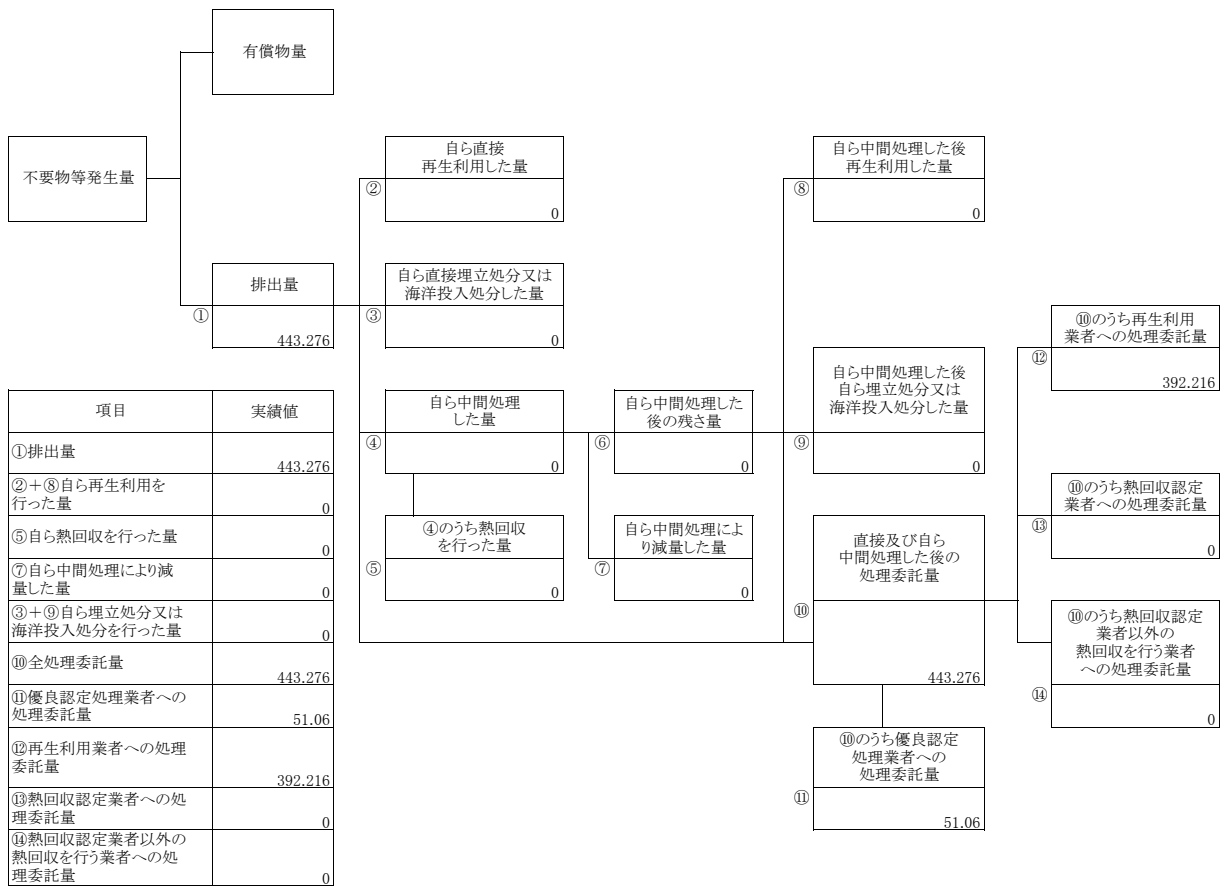 有償物量
不要物等発生量
排出量
①
443.276
自ら直接
再生利用した量
②
0
自ら直接埋立処分又は
海洋投入処分した量
③
0
自ら中間処理
した量
④
0
④のうち熱回収
を行った量
⑤
0
自ら中間処理した
後の残さ量
⑥
0
自ら中間処理によ
り減量した量
⑦
0
自ら中間処理した後
再生利用した量
⑧
0
自ら中間処理した後
自ら埋立処分又は
海洋投入処分した量
⑨
0
直接及び自ら
中間処理した後の
処理委託量
⑩
443.276
⑩のうち優良認定
処理業者への
処理委託量
⑪
51.06
⑩のうち再生利用
業者への処理委託量
⑫
392.216
⑩のうち熱回収認定
業者への処理委託量
⑬
0
⑩のうち熱回収認定
業者以外の
熱回収を行う業者
への処理委託量
⑭
0
項目 実績値
①排出量
443.276
②＋⑧自ら再生利用を
行った量
0
⑤自ら熱回収を行った量
0
⑦自ら中間処理により減
量した量
0
③＋⑨自ら埋立処分又は
海洋投入処分を行った量
0
⑩全処理委託量
443.276
⑪優良認定処理業者への
処理委託量
51.06
⑫再生利用業者への処理
委託量
392.216
⑬熱回収認定業者への処
理委託量
0
⑭熱回収認定業者以外の
熱回収を行う業者への処
理委託量
0